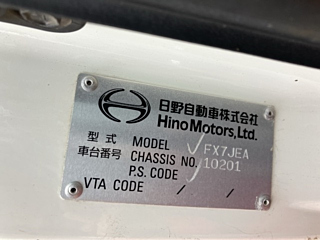 日野自動車株式会社
Hino Motors, Ltd.
型式 MODEL FX7JEA
車台番号 CHASSIS NO. 10201
P.S. CODE
VTA CODE / /